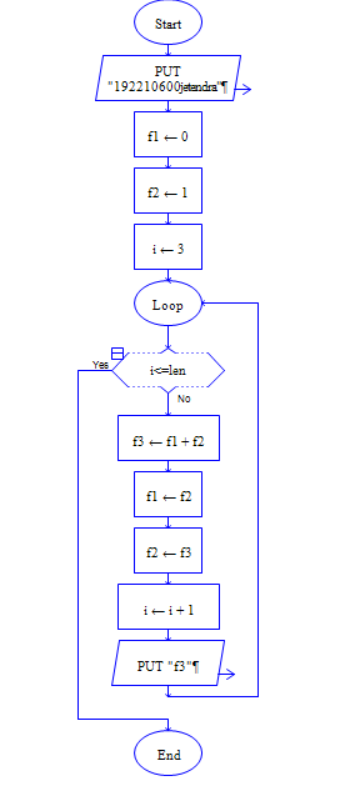 Start
PUT
"192210600jetendra"¶
f1 ← 0
f2 ← 1
i ← 3
Loop
i<=len
Yes
No
f3 ← f1 + f2
f1 ← f2
f2 ← f3
i ← i + 1
PUT "f3"¶
End